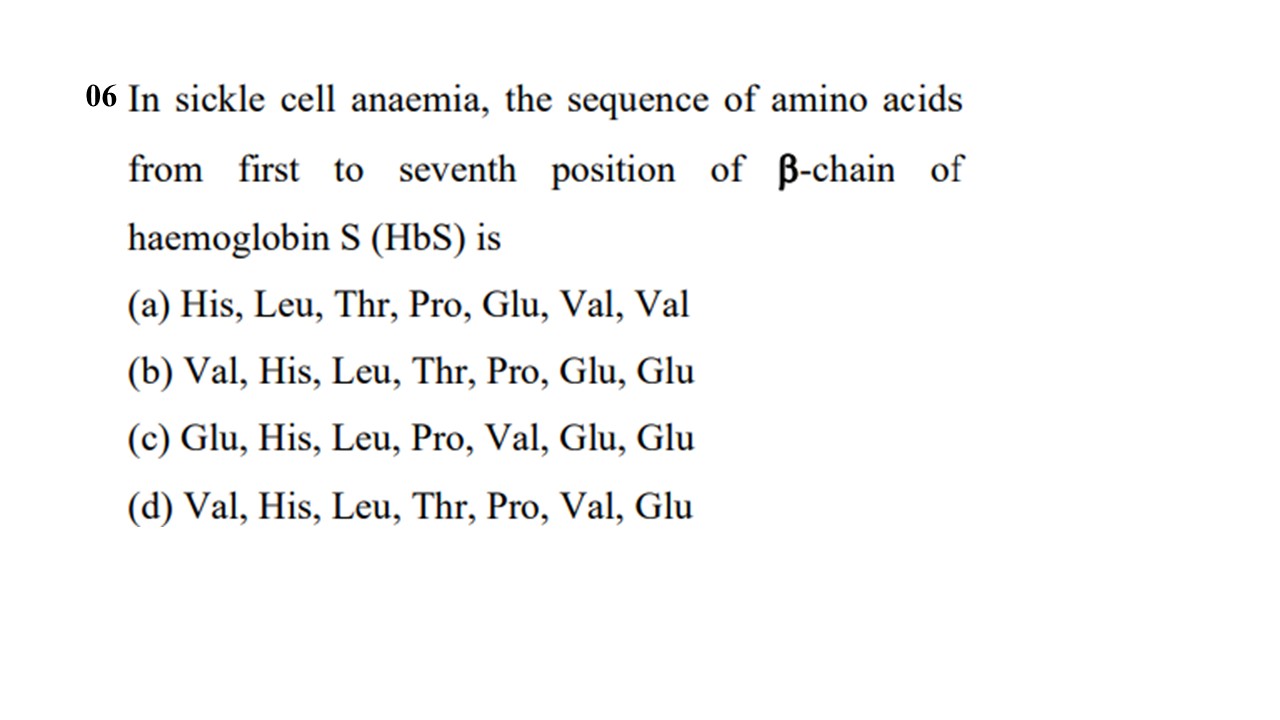 06 In sickle cell anaemia, the sequence of amino acids
from first to seventh position of β-chain of
haemoglobin S (HbS) is
(a) His, Leu, Thr, Pro, Glu, Val, Val
(b) Val, His, Leu, Thr, Pro, Glu, Glu
(c) Glu, His, Leu, Pro, Val, Glu, Glu
(d) Val, His, Leu, Thr, Pro, Val, Glu